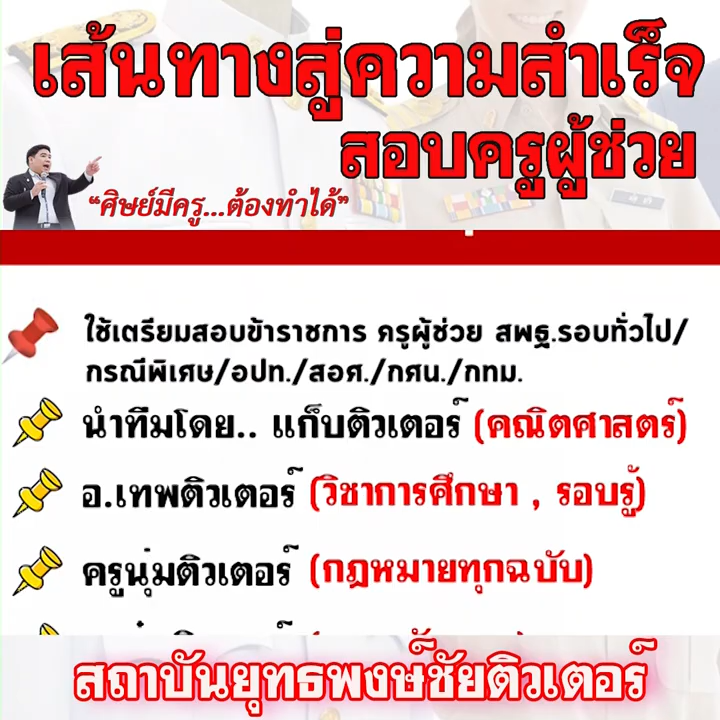 เส้นทางสู่ความสำเร็จ
สอบครูผู้ช่วย
“ศิษย์มีครู...ต้องทำได้”
ใช้เตรียมสอบข้าราชการ ครูผู้ช่วย สพฐ.รอบทั่วไป/
กรณีพิเศษ/อปท./สอศ./กศน./กทม.
นำทีมโดย.. แก๊บติวเตอร์ (คณิตศาสตร์)
อ.เทพติวเตอร์ (วิชาการศึกษา , รอบรู้)
ครูนุ่มติวเตอร์ (กฎหมายทุกฉบับ)
สถาบันยุทธพงษ์ชัยติวเตอร์